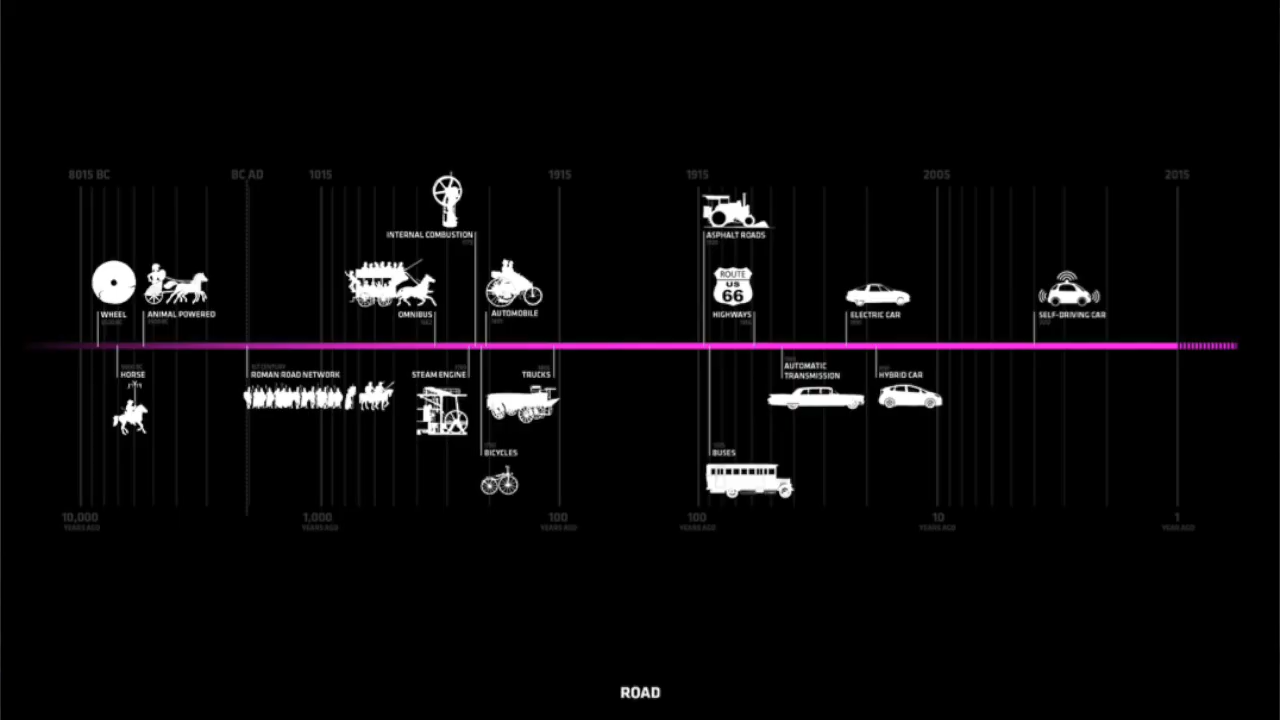 8015 BC
BC AD
1015
1915
1915
2005
2015
INTERNAL COMBUSTION
ASPHALT ROADS
ROUTE
US
66
WHEEL
ANIMAL POWERED
OMNIBUS
AUTOMOBILE
HIGHWAYS
ELECTRIC CAR
SELF-DRIVING CAR
HORSE
ROMAN ROAD NETWORK
STEAM ENGINE
TRUCKS
AUTOMATIC
TRANSMISSION
HYBRID CAR
BICYCLES
BUSES
10,000
YEARS AGO
1,000
YEARS AGO
100
YEARS AGO
100
YEARS AGO
10
YEARS AGO
1
YEAR AGO
ROAD